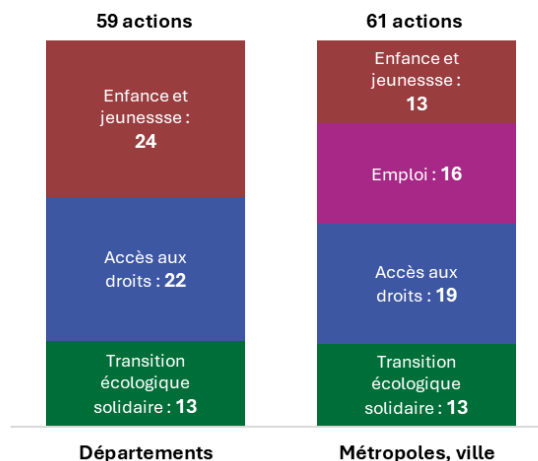 59 actions
Enfance et
jeunessse :
24
Accès aux
droits : 22
Transition
écologique
solidaire : 13
Départements
61 actions
Enfance et
jeunessse :
13
Emploi : 16
Accès aux
droits : 19
Transition
écologique
solidaire : 13
Métropoles, ville